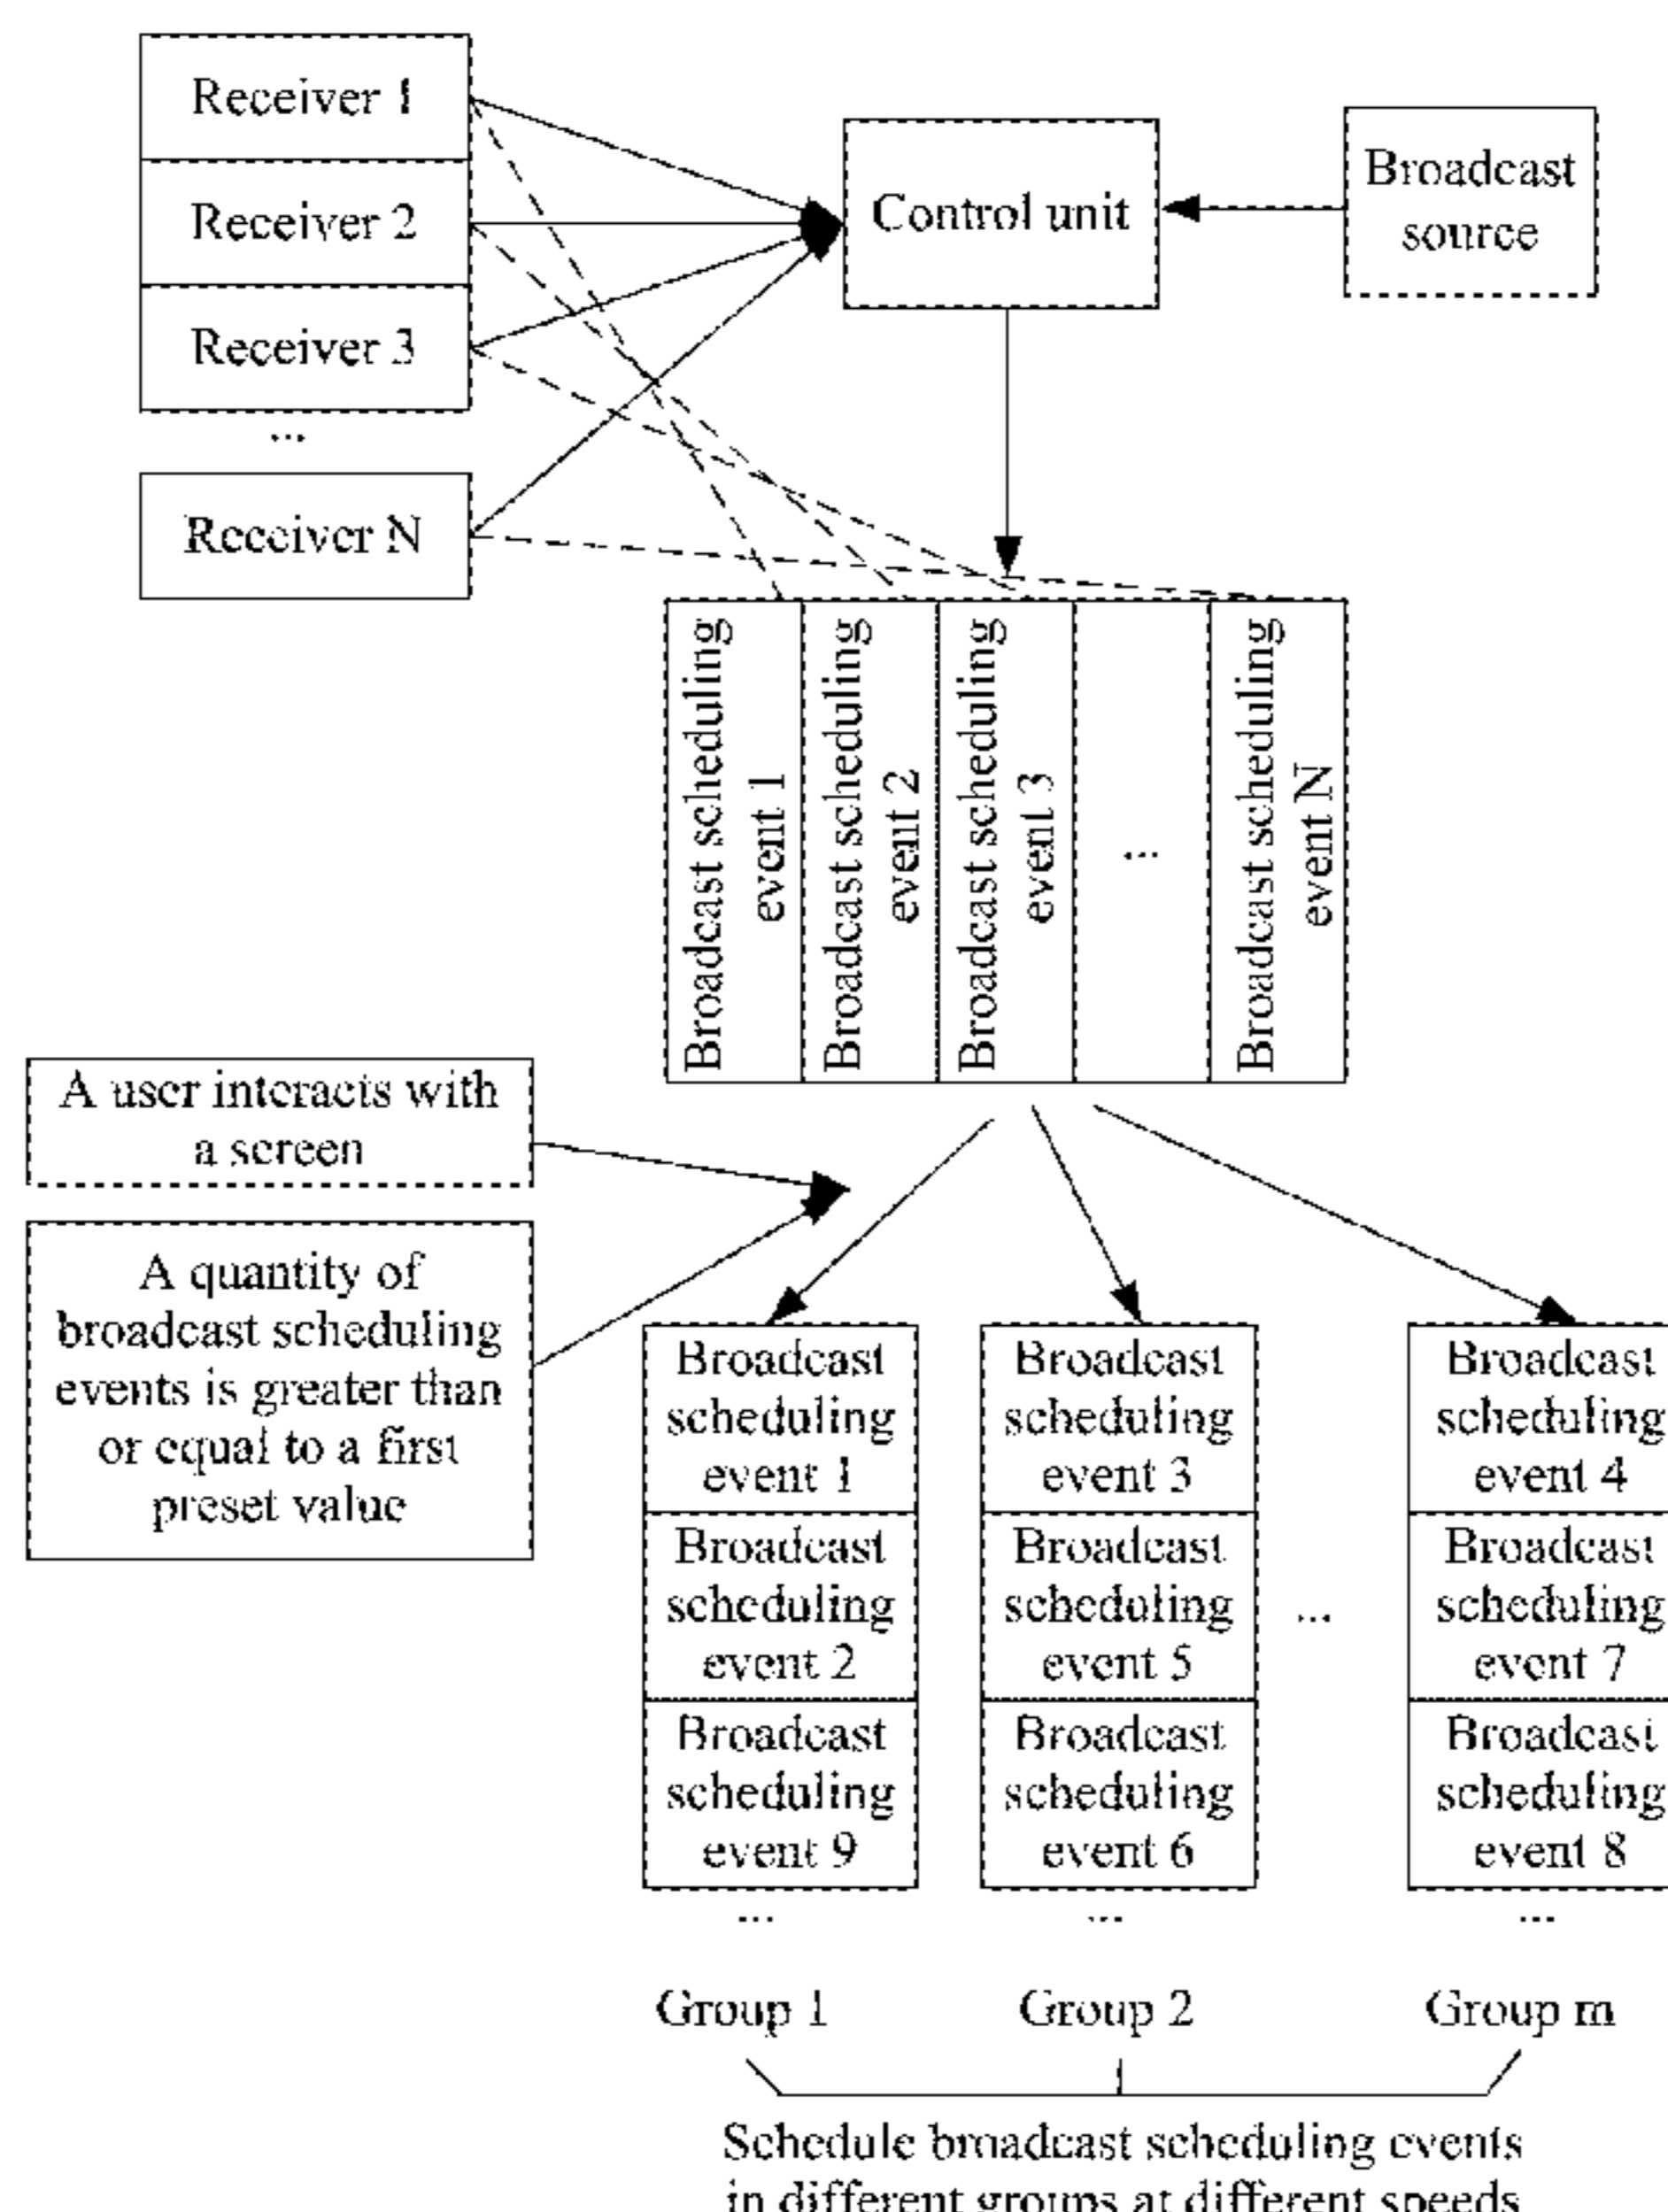 Receiver 1
Receiver 2
Receiver 3
...
Receiver N
Control unit
Broadcast
source
Broadcast scheduling
event 1
Broadcast scheduling
event 2
Broadcast scheduling
event 3
...
Broadcast scheduling
event N
A user interacts with
a screen
A quantity of
broadcast scheduling
events is greater than
or equal to a first
preset value
Broadcast
scheduling
event 1
Broadcast
scheduling
event 2
Broadcast
scheduling
event 9
...
Group 1
Broadcast
scheduling
event 3
Broadcast
scheduling
event 5
Broadcast
scheduling
event 6
...
Group 2
...
Broadcast
scheduling
event 4
Broadcast
scheduling
event 7
Broadcast
scheduling
event 8
...
Group m
Schedule broadcast scheduling events
in different groups at different speeds